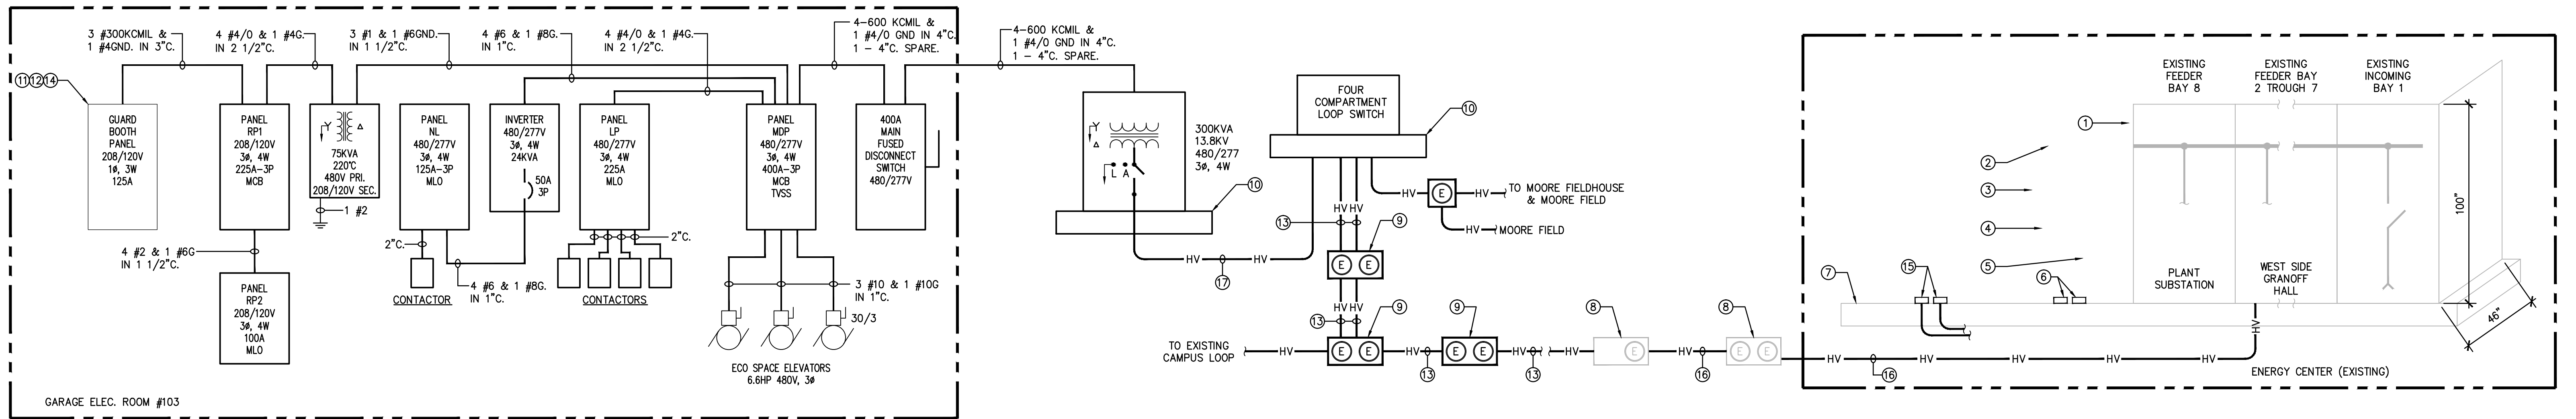 3 #300KCMIL &
1 #4GND. IN 3"C.
4 #4/0 & 1 #4G.
IN 2 1/2"C.
3 #1 & 1 #6GND.
IN 1 1/2"C.
4 #6 & 1 #8G.
IN 1"C.
4 #4/0 & 1 #4G.
IN 2 1/2"C.
4-600 KCMIL &
1 #4/0 GND IN 4"C.
1 - 4"C. SPARE.
4-600 KCMIL &
1 #4/0 GND IN 4"C.
1 - 4"C. SPARE.
11 12 14
GUARD
BOOTH
PANEL
208/120V
1ø, 3W
125A
PANEL
RP1
208/120V
3ø, 4W
225A-3P
MCB
Y Δ
75KVA
220°C
480V PRI.
208/120V SEC.
1 #2
PANEL
NL
480/277V
3ø, 4W
125A-3P
MLO
INVERTER
480/277V
3ø, 4W
24KVA
50A
3P
PANEL
LP
480/277V
3ø, 4W
225A
MLO
PANEL
MDP
480/277V
3ø, 4W
400A-3P
MCB
TVSS
400A
MAIN
FUSED
DISCONNECT
SWITCH
480/277V
4 #2 & 1 #6G
IN 1 1/2"C.
PANEL
RP2
208/120V
3ø, 4W
100A
MLO
2"C.
CONTACTOR
4 #6 & 1 #8G.
IN 1"C.
2"C.
CONTACTORS
3 #10 & 1 #10G
IN 1"C.
30/3
ECO SPACE ELEVATORS
6.6HP 480V, 3ø
GARAGE ELEC. ROOM #103
Y
Δ
L A
300KVA
13.8KV
480/277
3ø, 4W
10
HV
17
HV
FOUR
COMPARTMENT
LOOP SWITCH
10
HV
E
HV
TO MOORE FIELDHOUSE
& MOORE FIELD
HV
MOORE FIELD
HV HV
13
9
E E
HV HV
13
9
9
8
8
TO EXISTING
CAMPUS LOOP
HV
E E
HV
13
E E
HV
13
HV
E
HV
16
E E
HV
16
HV
HV
HV
HV
HV
EXISTING
FEEDER
BAY 8
EXISTING
FEEDER BAY
2 TROUGH 7
EXISTING
INCOMING
BAY 1
1
2
3
4
5
6
7
15
PLANT
SUBSTATION
WEST SIDE
GRANOFF
HALL
100"
46"
ENERGY CENTER (EXISTING)